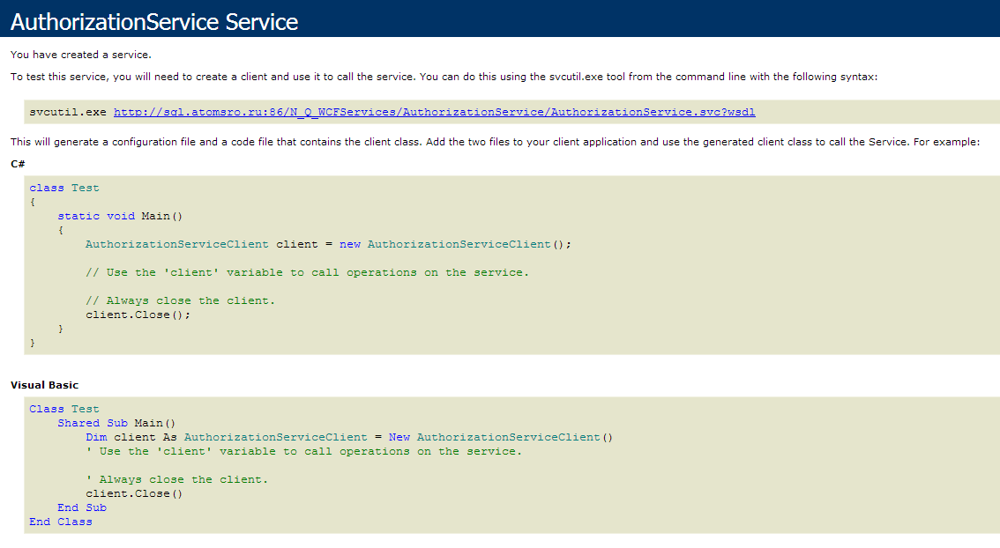 AuthorizationService Service
You have created a service.
To test this service, you will need to create a client and use it to call the service. You can do this using the svcutil.exe tool from the command line with the following syntax:
svcutil.exe http://sql.atomsro.ru:86/N_Q_WCFServices/AuthorizationService/AuthorizationService.svc?wsdl
This will generate a configuration file and a code file that contains the client class. Add the two files to your client application and use the generated client class to call the Service. For example:
C#
class Test
{
    static void Main()
    {
        AuthorizationServiceClient client = new AuthorizationServiceClient();
        // Use the 'client' variable to call operations on the service.
        // Always close the client.
        client.Close();
    }
}
Visual Basic
Class Test
    Shared Sub Main()
        Dim client As AuthorizationServiceClient = New AuthorizationServiceClient()
        ' Use the 'client' variable to call operations on the service.
        ' Always close the client.
        client.Close()
    End Sub
End Class